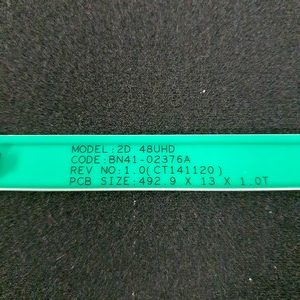 MODEL:2D 48UHD
CODE:BN41-02376A
REV NO:1.0(CT141120)
PCB SIZE:492.9 X 13 X 1.0T